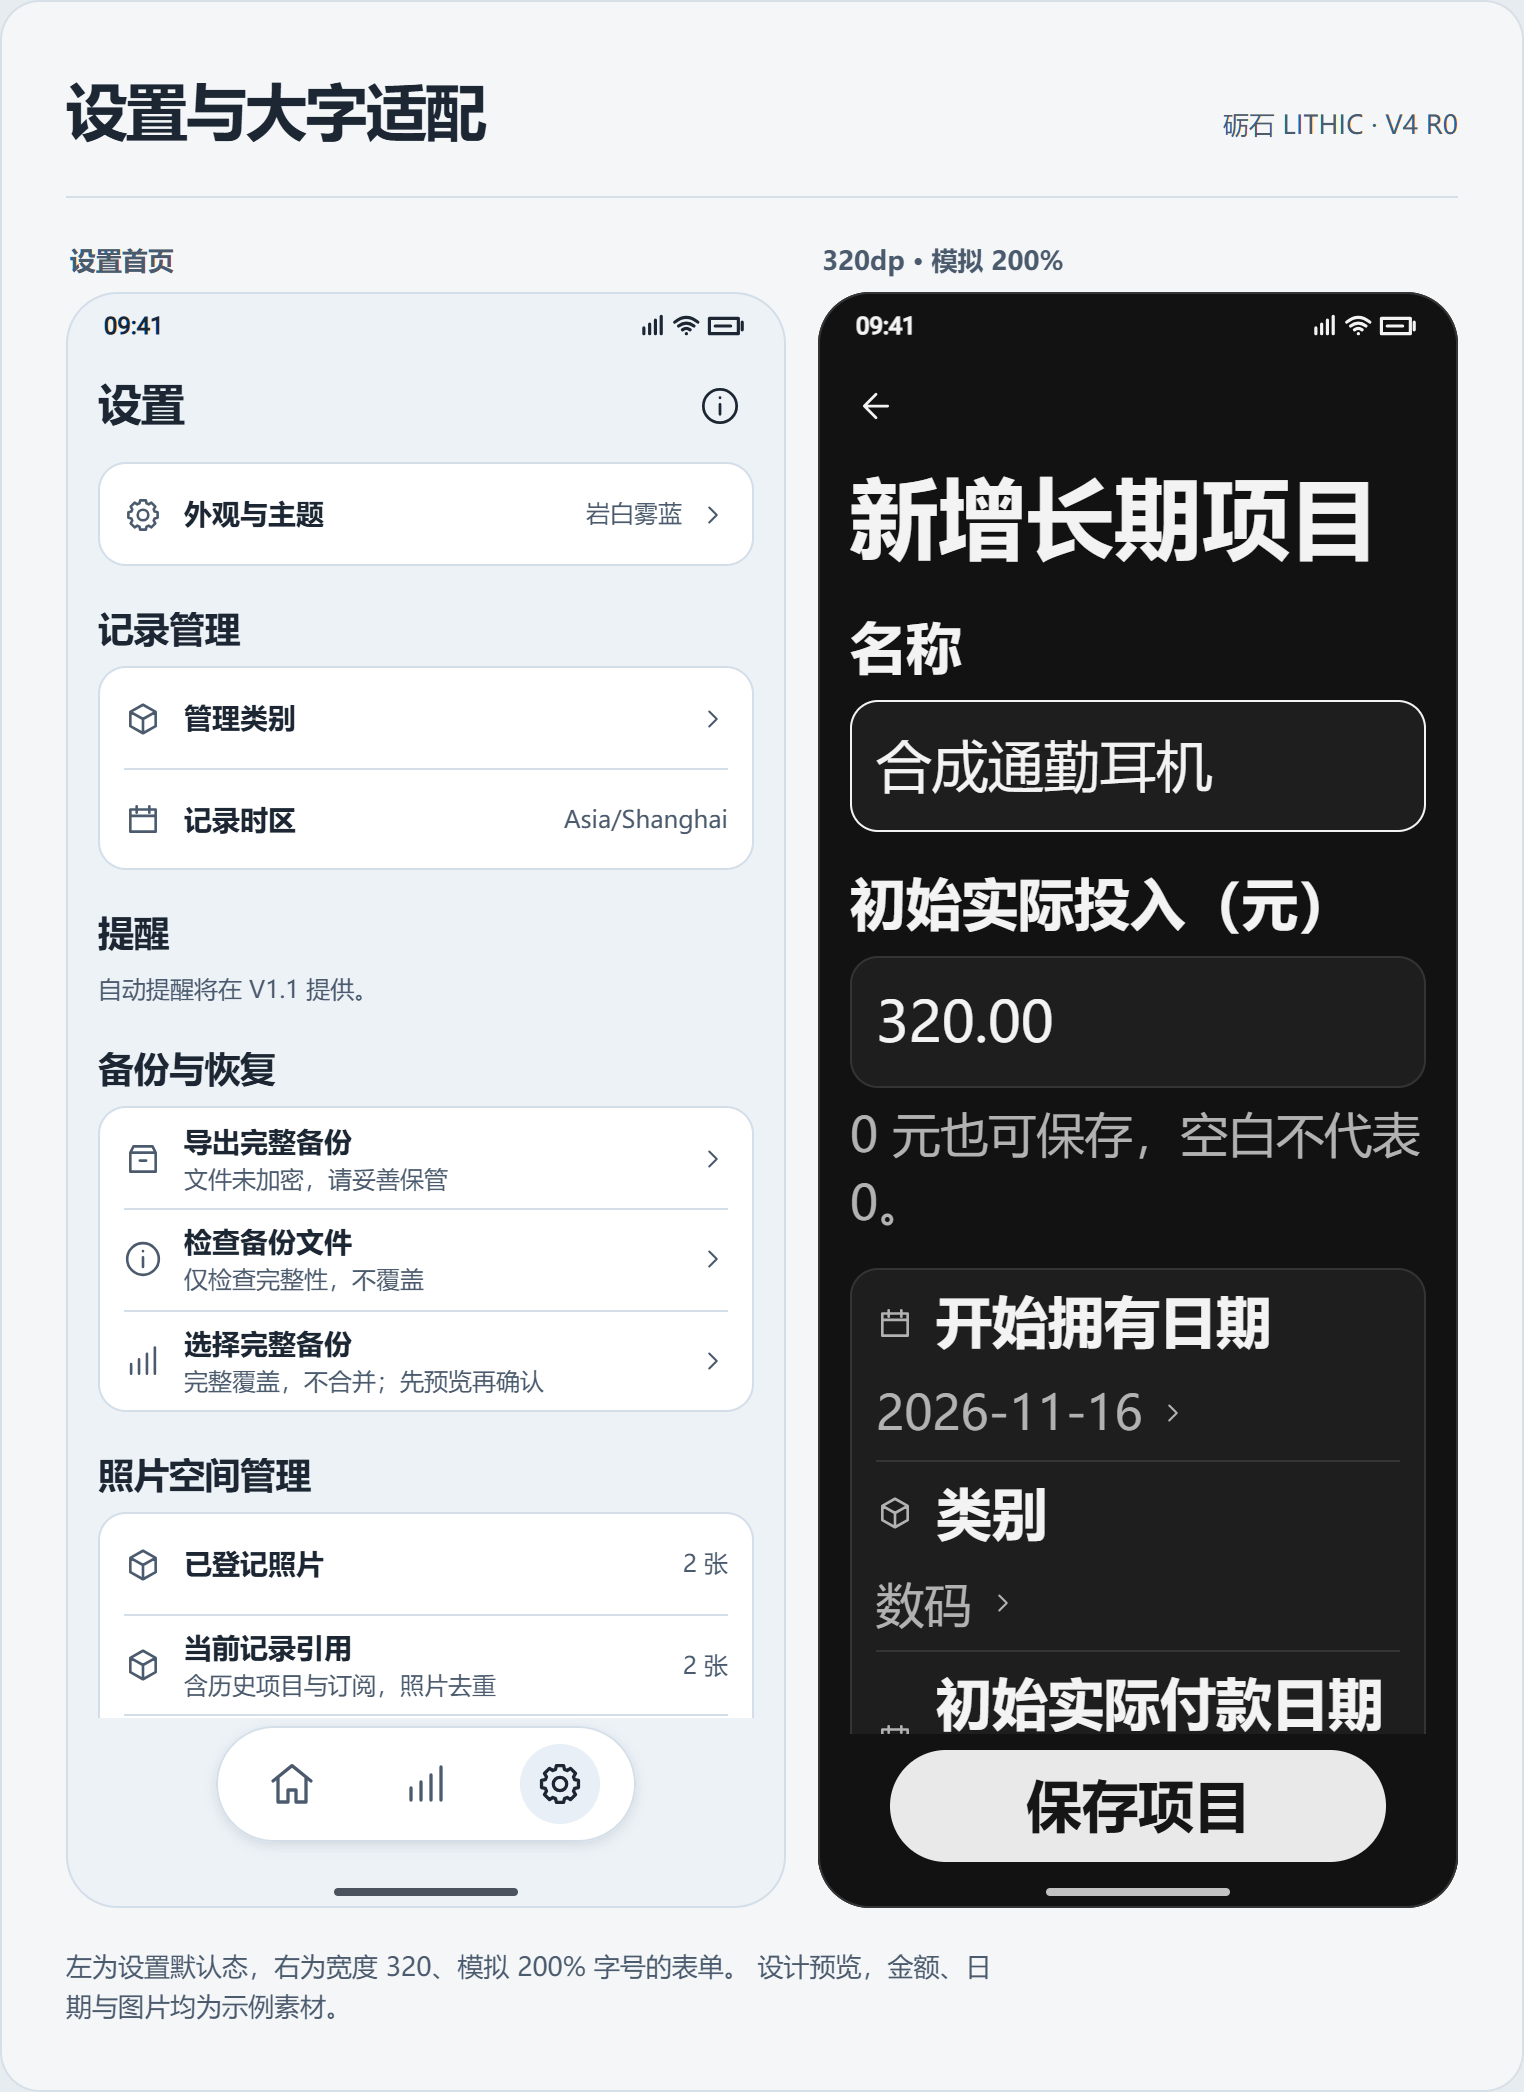 设置与大字适配
砺石 LITHIC · V4 R0
设置首页
09:41
设置
外观与主题
岩白雾蓝
记录管理
管理类别
记录时区
Asia/Shanghai
提醒
自动提醒将在 V1.1 提供。
备份与恢复
导出完整备份
文件未加密，请妥善保管
检查备份文件
仅检查完整性，不覆盖
选择完整备份
完整覆盖，不合并；先预览再确认
照片空间管理
已登记照片
2 张
当前记录引用
含历史项目与订阅，照片去重
2 张
320dp • 模拟 200%
09:41
新增长期项目
名称
合成通勤耳机
初始实际投入（元）
320.00
0 元也可保存，空白不代表
0。
开始拥有日期
2026-11-16
类别
数码
初始实际付款日期
保存项目
左为设置默认态，右为宽度 320、模拟 200% 字号的表单。 设计预览，金额、日
期与图片均为示例素材。